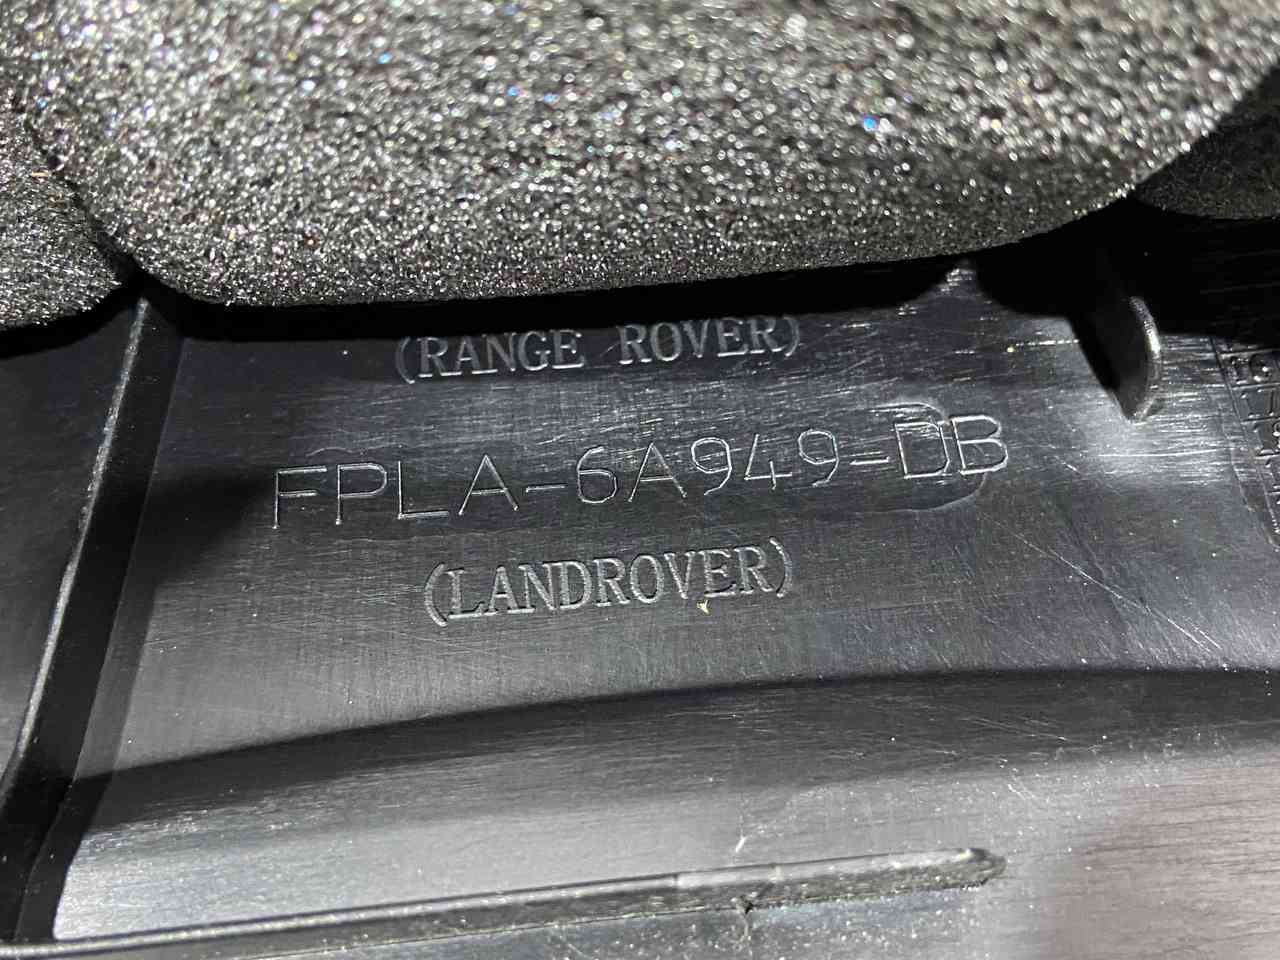 (RANGE ROVER)
FPLA-6A949-DB
(LANDROVER)